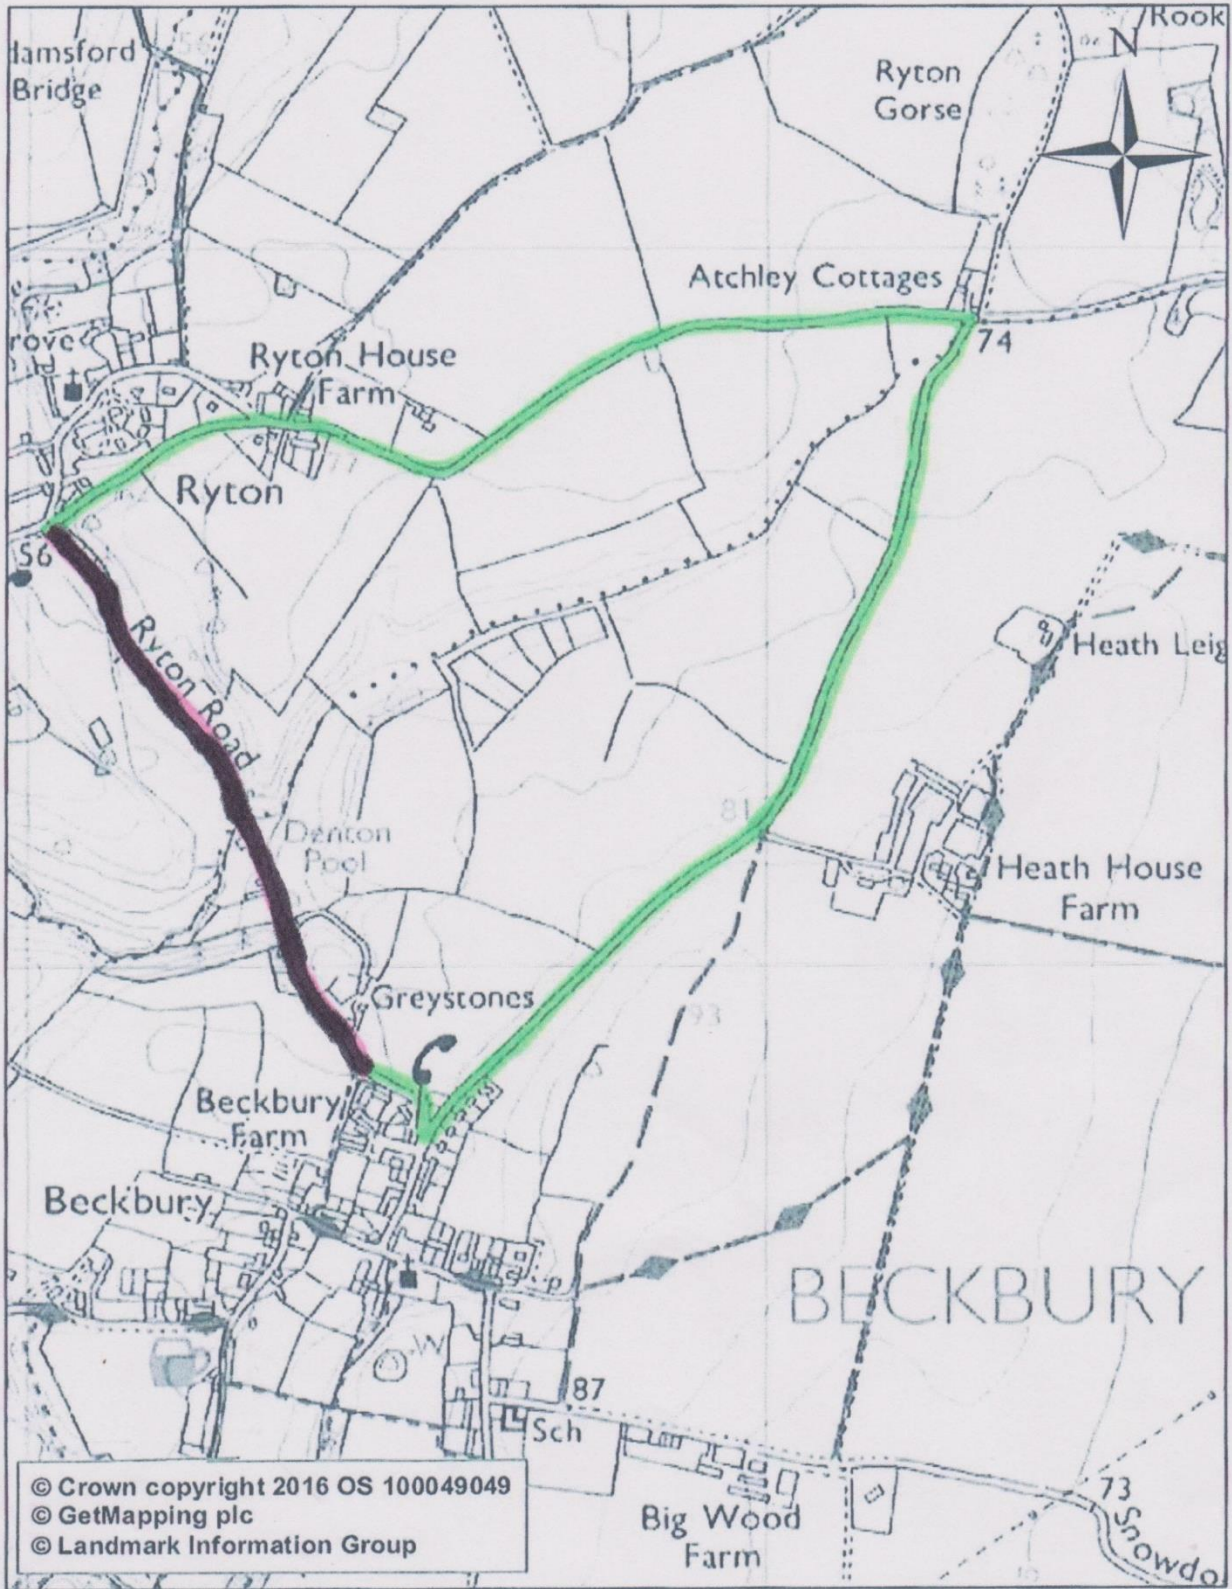 Rook
N
Hamsford
Bridge
Ryton
Gorse
Atchley Cottages
74
rove
Ryton House
Farm
77
Ryton
56
Ryton Road
Heath Leig
81
Denton
Pool
Heath House
Farm
Greystones
93
Beckbury
Farm
Beckbury
BECKBURY
W
87
Sch
Big Wood
Farm
73
Snowdo
© Crown copyright 2016 OS 100049049
© GetMapping plc
© Landmark Information Group